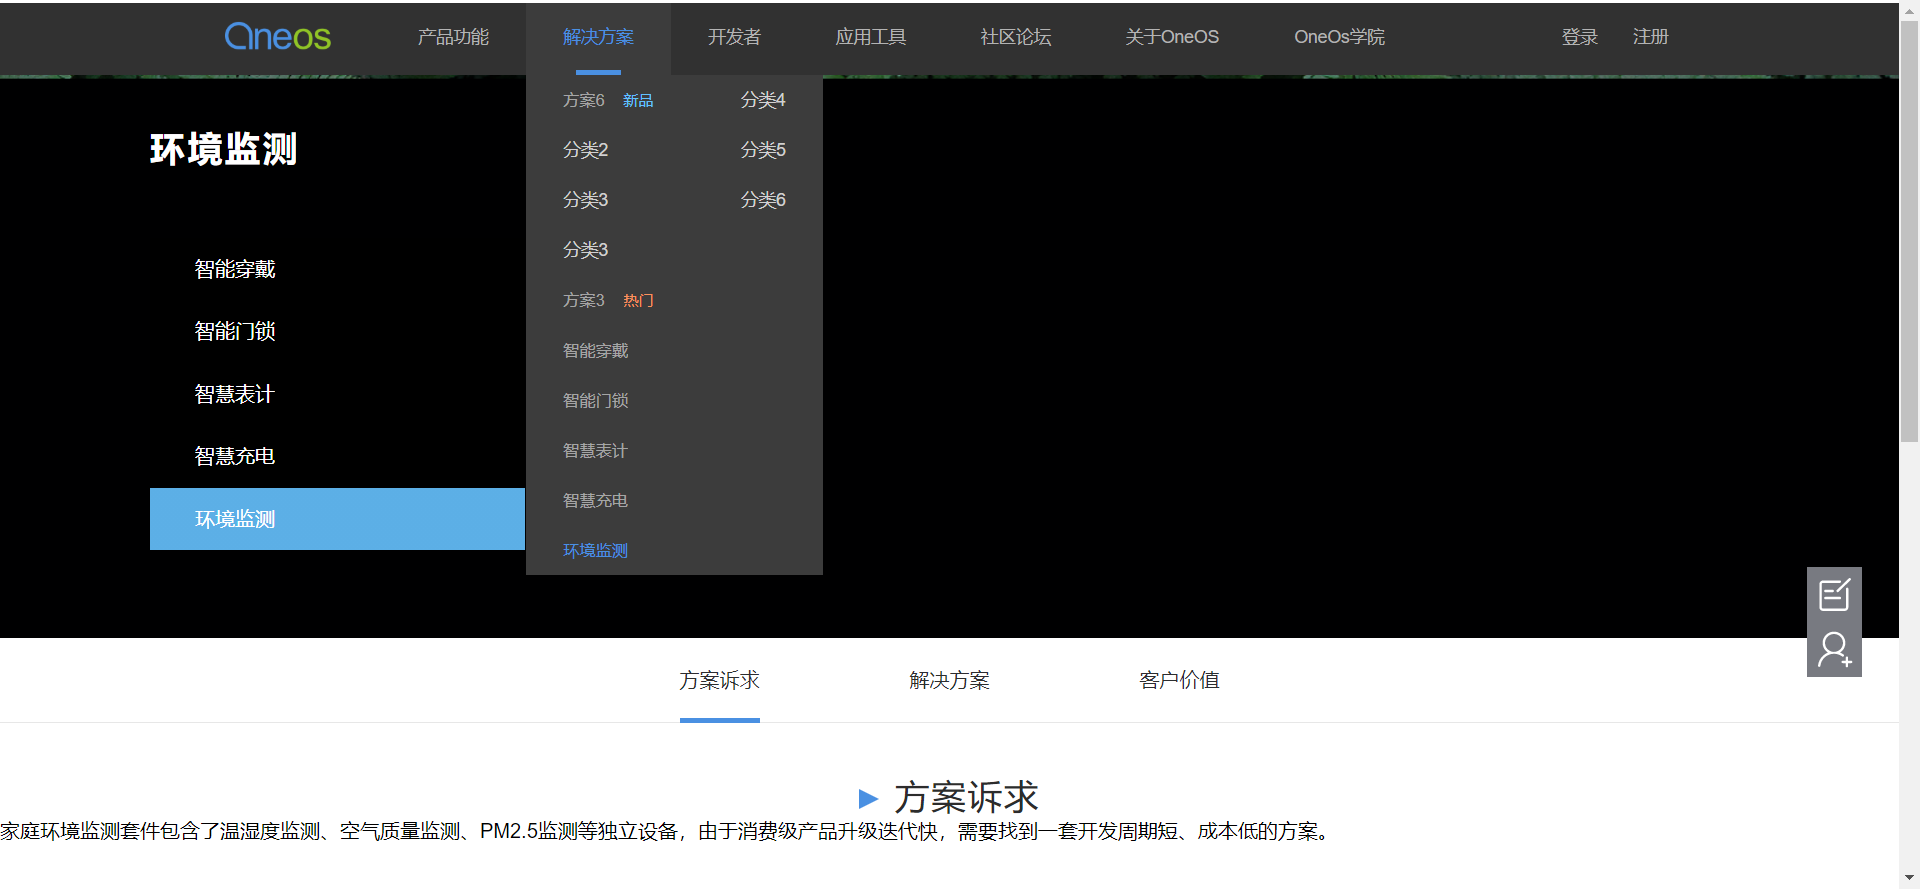 Oneos 产品功能 解决方案 开发者 应用工具 社区论坛 关于OneOS OneOs学院 登录 注册
方案6 新品 分类4
分类2 分类5
分类3 分类6
分类3
方案3 热门
智能穿戴
智能门锁
智慧表计
智慧充电
环境监测
环境监测
智能穿戴
智能门锁
智慧表计
智慧充电
环境监测
方案诉求 解决方案 客户价值
方案诉求
家庭环境监测套件包含了温湿度监测、空气质量监测、PM2.5监测等独立设备，由于消费级产品升级迭代快，需要找到一套开发周期短、成本低的方案。